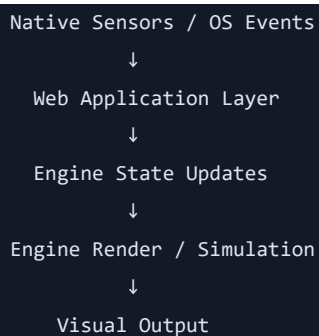 Native Sensors / OS Events
↓
Web Application Layer
↓
Engine State Updates
↓
Engine Render / Simulation
↓
Visual Output